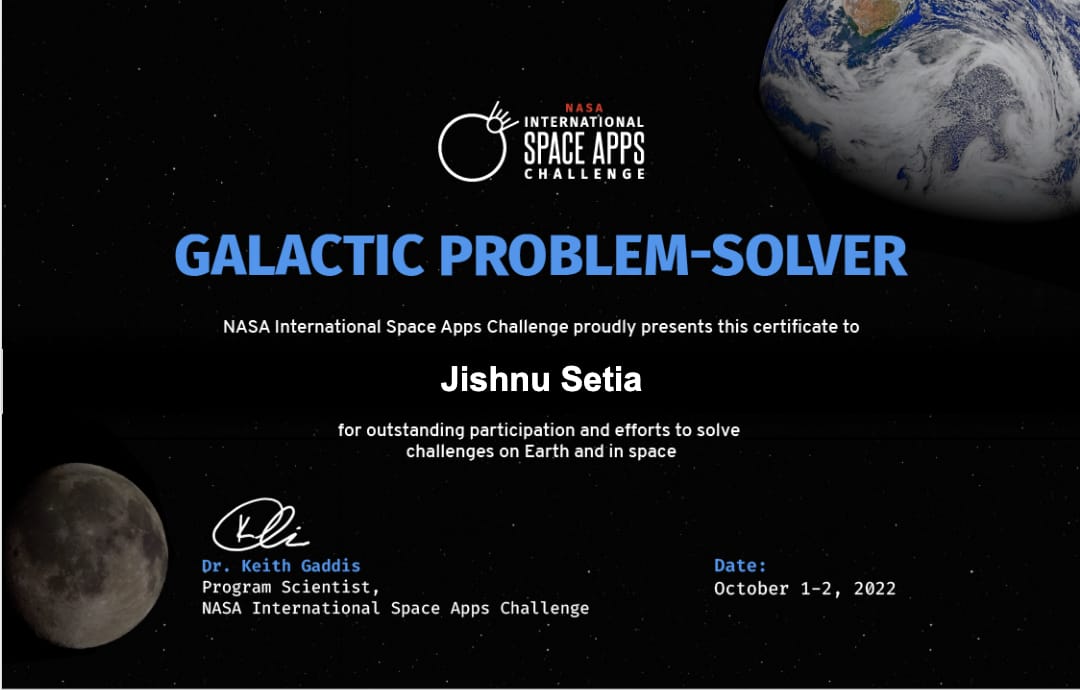 NASA
INTERNATIONAL
SPACE APPS
CHALLENGE
GALACTIC PROBLEM-SOLVER
NASA International Space Apps Challenge proudly presents this certificate to
Jishnu Setia
for outstanding participation and efforts to solve
challenges on Earth and in space
Dr. Keith Gaddis
Program Scientist,
NASA International Space Apps Challenge
Date:
October 1-2, 2022